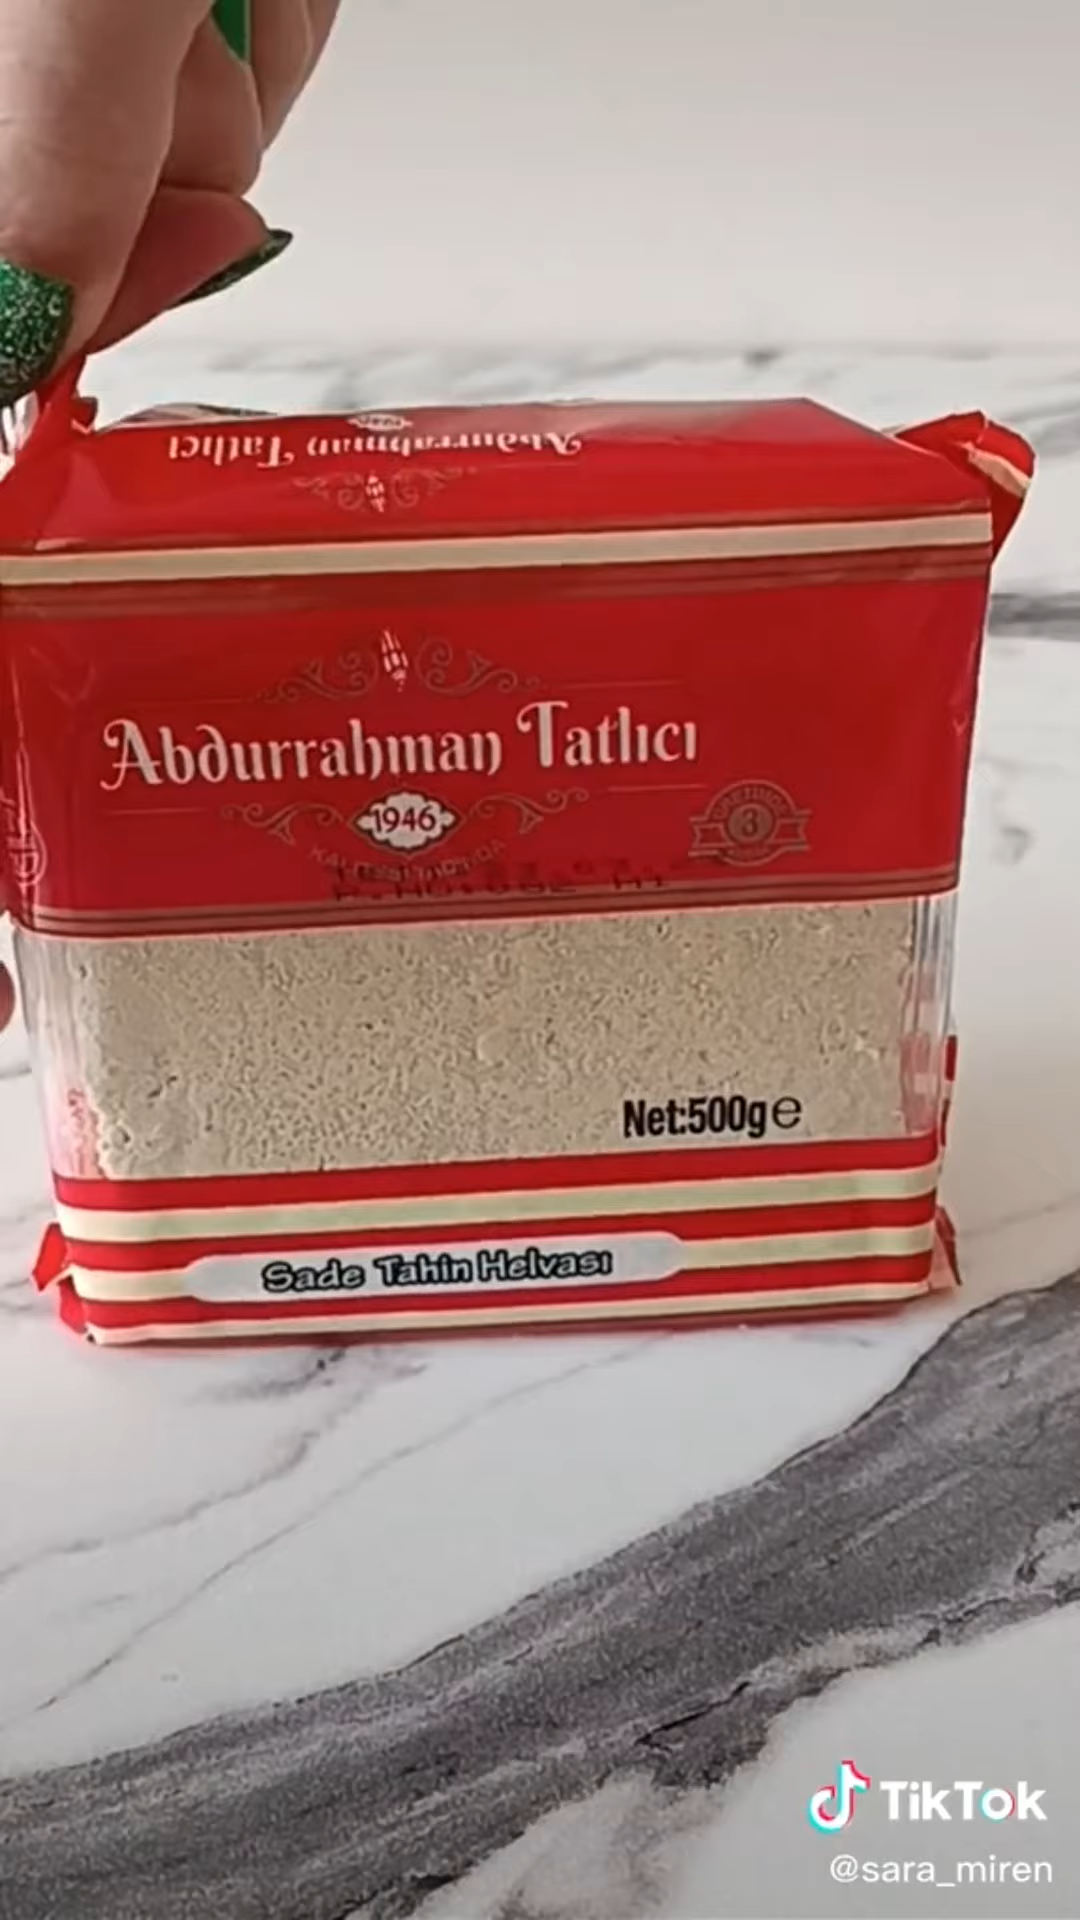 Abdurrahman Tatlıcı
Abdurrahman Tatlıcı
1946
3
Net:500g e
Sade Tahin Helvası
TikTok
@sara_miren